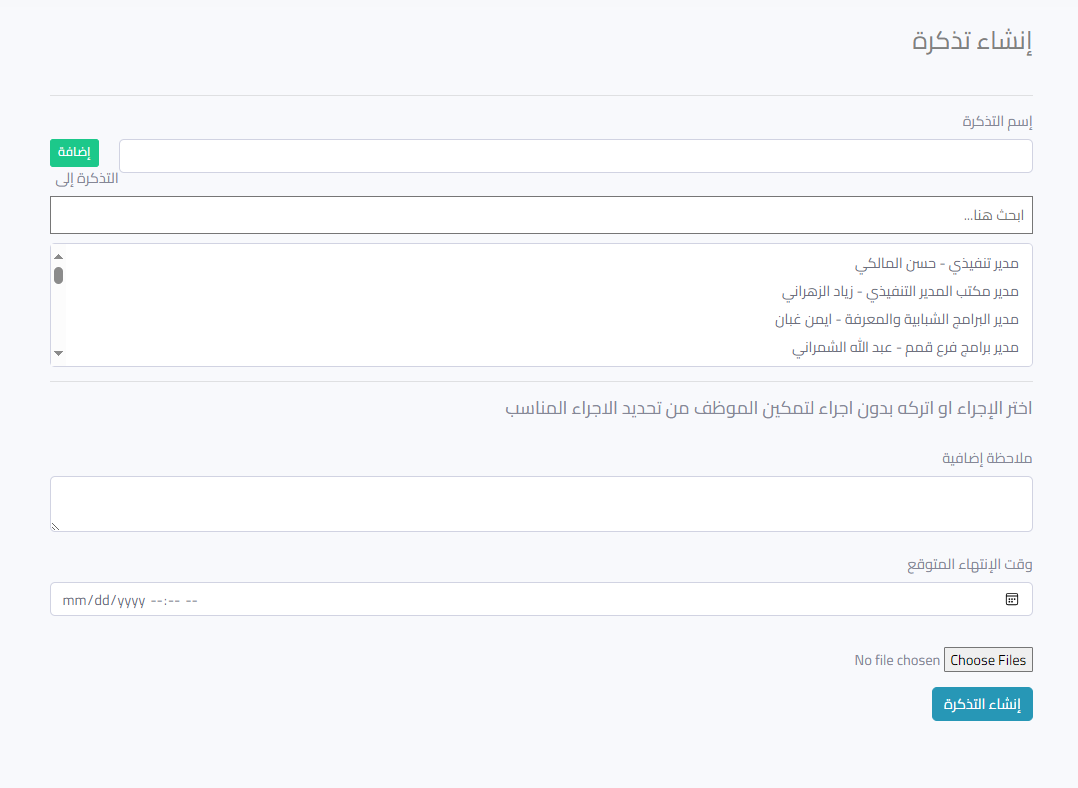 إنشاء تذكرة
إسم التذكرة
إضافة
التذكرة إلى
ابحث هنا...
مدير تنفيذي - حسن المالكي
مدير مكتب المدير التنفيذي - زياد الزهراني
مدير البرامج الشبابية والمعرفة - ايمن غبان
مدير برامج فرع قمم - عبد الله الشمراني
اختر الإجراء او اتركه بدون اجراء لتمكين الموظف من تحديد الاجراء المناسب
ملاحظة إضافية
وقت الإنتهاء المتوقع
mm/dd/yyyy --:-- --
Choose Files No file chosen
إنشاء التذكرة